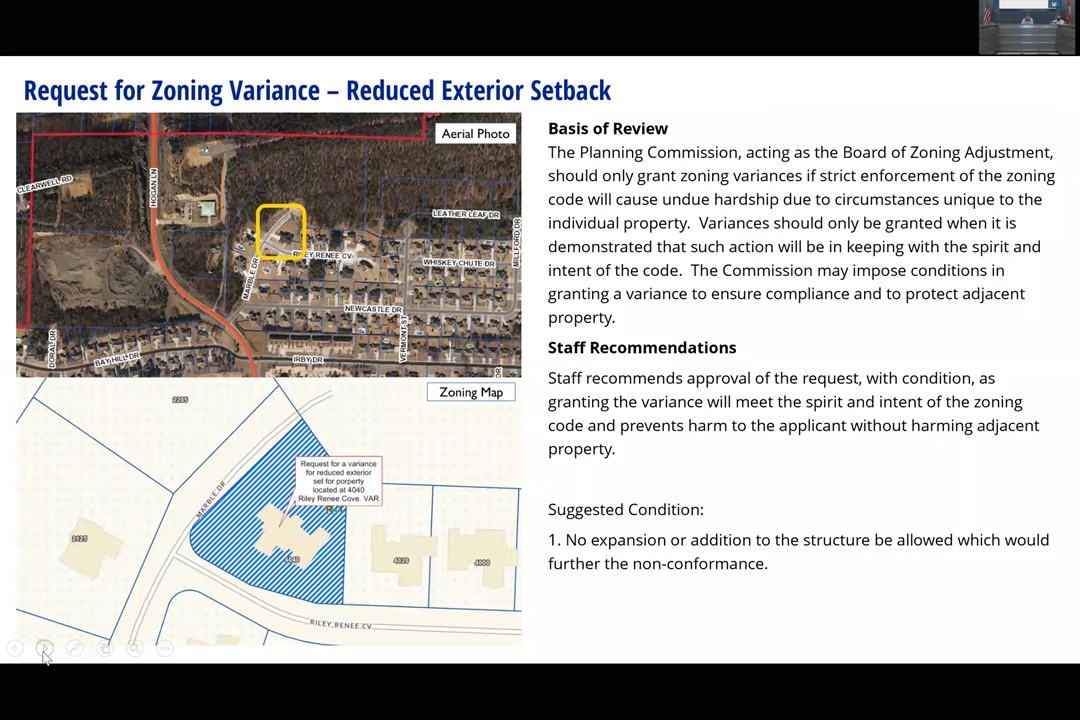 Request for Zoning Variance – Reduced Exterior Setback
Aerial Photo
CLEARWELL RD
HOGAN LN
LEATHER LEAF DR
MILLFORD DR
RILEY RENEE CV
WHISKEY CHUTE DR
MARBLE DR
NEWCASTLE DR
VERMONT ST
DORAL DR
BAY HILL DR
IRBY DR
DR
Zoning Map
2205
Request for a variance
for reduced exterior
set for porperty
located at 4040
Riley Renee Cove. VAR
MARBLE DR
2125
4040
4020
4000
RILEY RENEE CV
Basis of Review
The Planning Commission, acting as the Board of Zoning Adjustment,
should only grant zoning variances if strict enforcement of the zoning
code will cause undue hardship due to circumstances unique to the
individual property.  Variances should only be granted when it is
demonstrated that such action will be in keeping with the spirit and
intent of the code.  The Commission may impose conditions in
granting a variance to ensure compliance and to protect adjacent
property.
Staff Recommendations
Staff recommends approval of the request, with condition, as
granting the variance will meet the spirit and intent of the zoning
code and prevents harm to the applicant without harming adjacent
property.
Suggested Condition:
1. No expansion or addition to the structure be allowed which would
further the non-conformance.